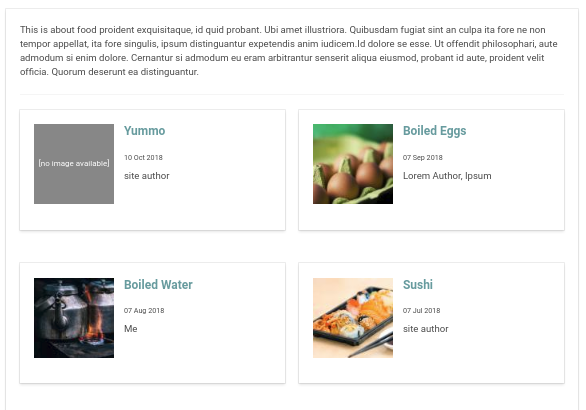 This is about food proident exquisitaque, id quid probant. Ubi amet illustriora. Quibusdam fugiat sint an culpa ita fore ne non
tempor appellat, ita fore singulis, ipsum distinguantur expetendis anim iudicem.Id dolore se esse. Ut offendit philosophari, aute
admodum si enim dolore. Cernantur si admodum eu eram arbitrantur senserit aliqua eiusmod, probant id aute, proident velit
officia. Quorum deserunt ea distinguantur.
Yummo
[no image available]
10 Oct 2018
site author
Boiled Eggs
07 Sep 2018
Lorem Author, Ipsum
Boiled Water
07 Aug 2018
Me
Sushi
07 Jul 2018
site author